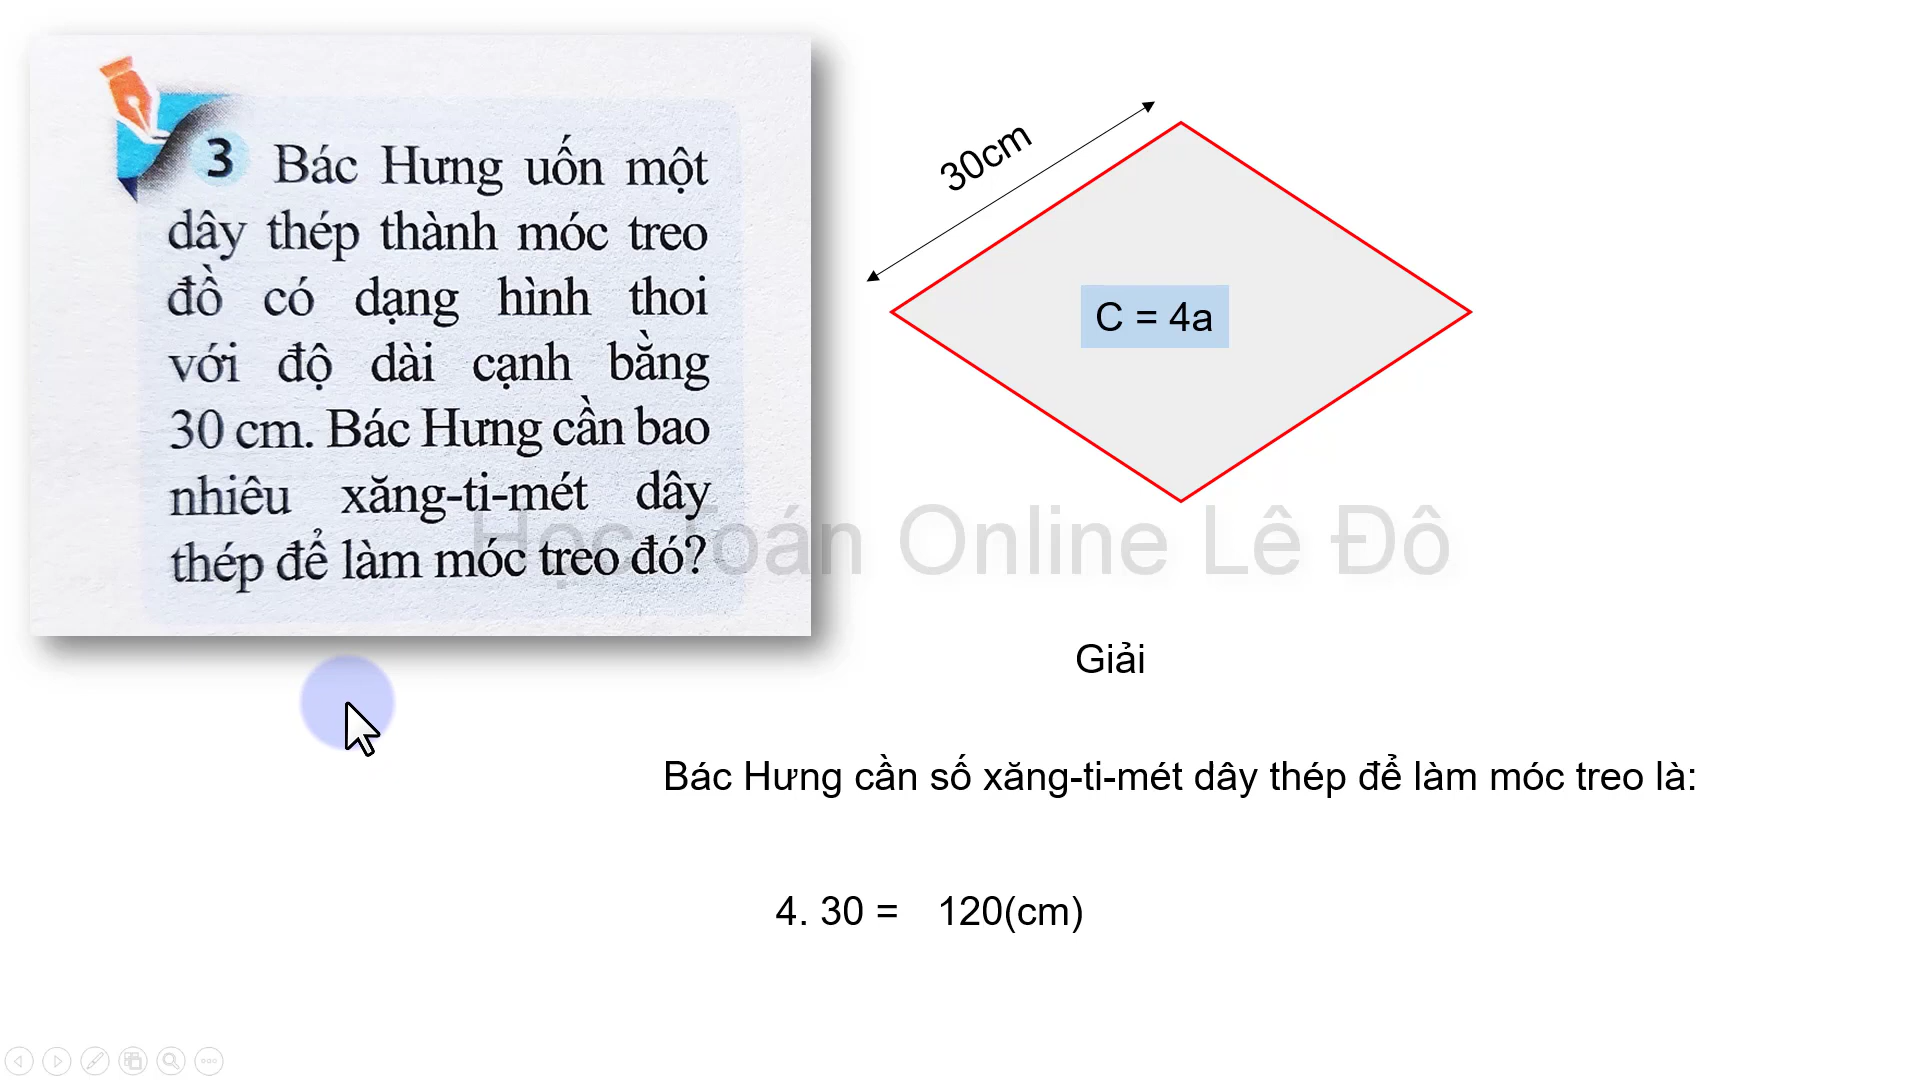 3 Bác Hưng uốn một
dây thép thành móc treo
đồ có dạng hình thoi
với độ dài cạnh bằng
30 cm. Bác Hưng cần bao
nhiêu xăng-ti-mét dây
thép để làm móc treo đó?
30cm
C = 4a
Học Toán Online Lê Đô
Giải
Bác Hưng cần số xăng-ti-mét dây thép để làm móc treo là:
4. 30 = 120(cm)